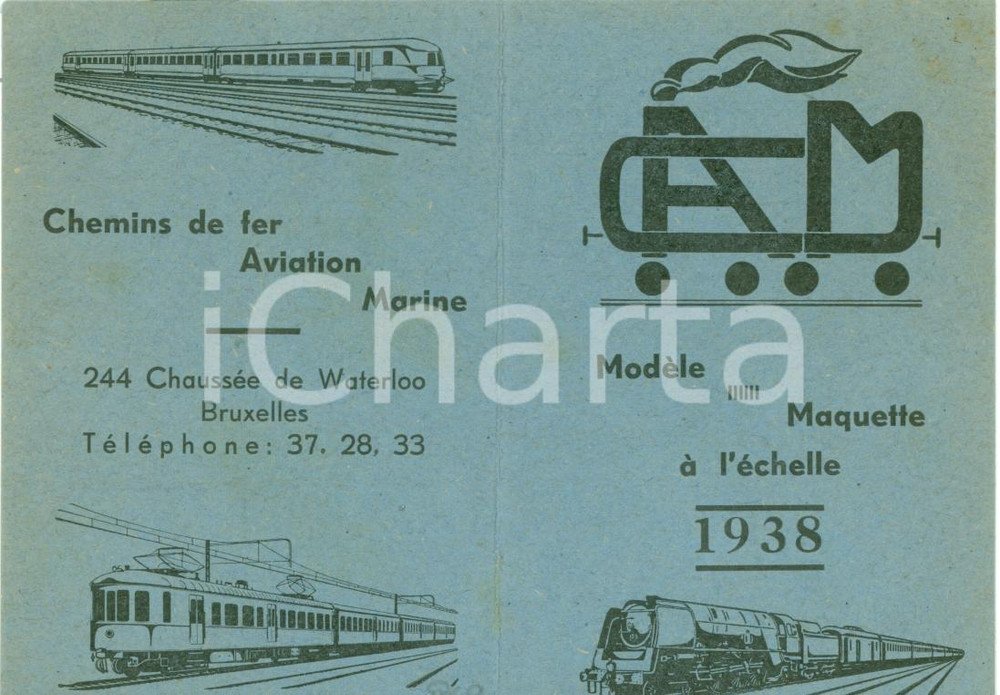 Chemins de fer
Aviation
Marine
244 Chaussée de Waterloo
Bruxelles
Téléphone: 37. 28, 33
CAM
Modèle
Maquette
à l'échelle
1938
iCharta